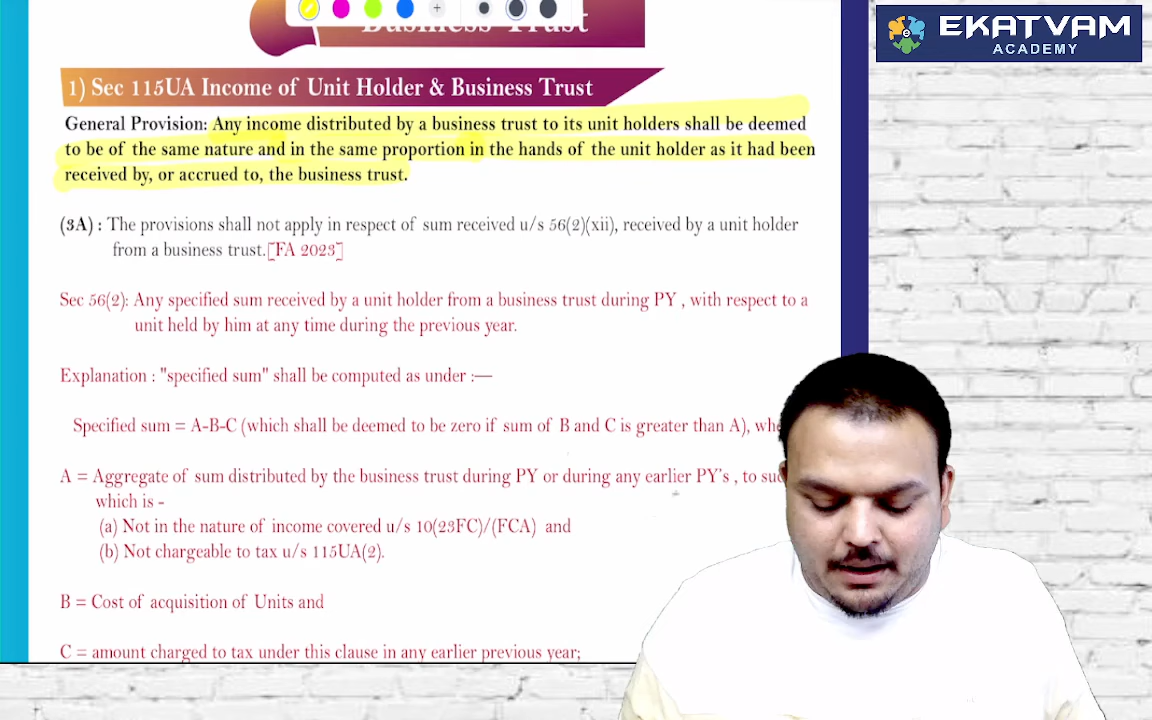 Business Trust
EKATVAM
ACADEMY
1) Sec 115UA Income of Unit Holder & Business Trust
General Provision: Any income distributed by a business trust to its unit holders shall be deemed
to be of the same nature and in the same proportion in the hands of the unit holder as it had been
received by, or accrued to, the business trust.
(3A) : The provisions shall not apply in respect of sum received u/s 56(2)(xii), received by a unit holder
from a business trust.[FA 2023]
Sec 56(2): Any specified sum received by a unit holder from a business trust during PY , with respect to a
unit held by him at any time during the previous year.
Explanation : "specified sum" shall be computed as under :—
Specified sum = A-B-C (which shall be deemed to be zero if sum of B and C is greater than A),
A = Aggregate of sum distributed by the business trust during PY or during any earlier PY's , to
which is -
(a) Not in the nature of income covered u/s 10(23FC)/(FCA) and
(b) Not chargeable to tax u/s 115UA(2).
B = Cost of acquisition of Units and
C = amount charged to tax under this clause in any earlier previous year;